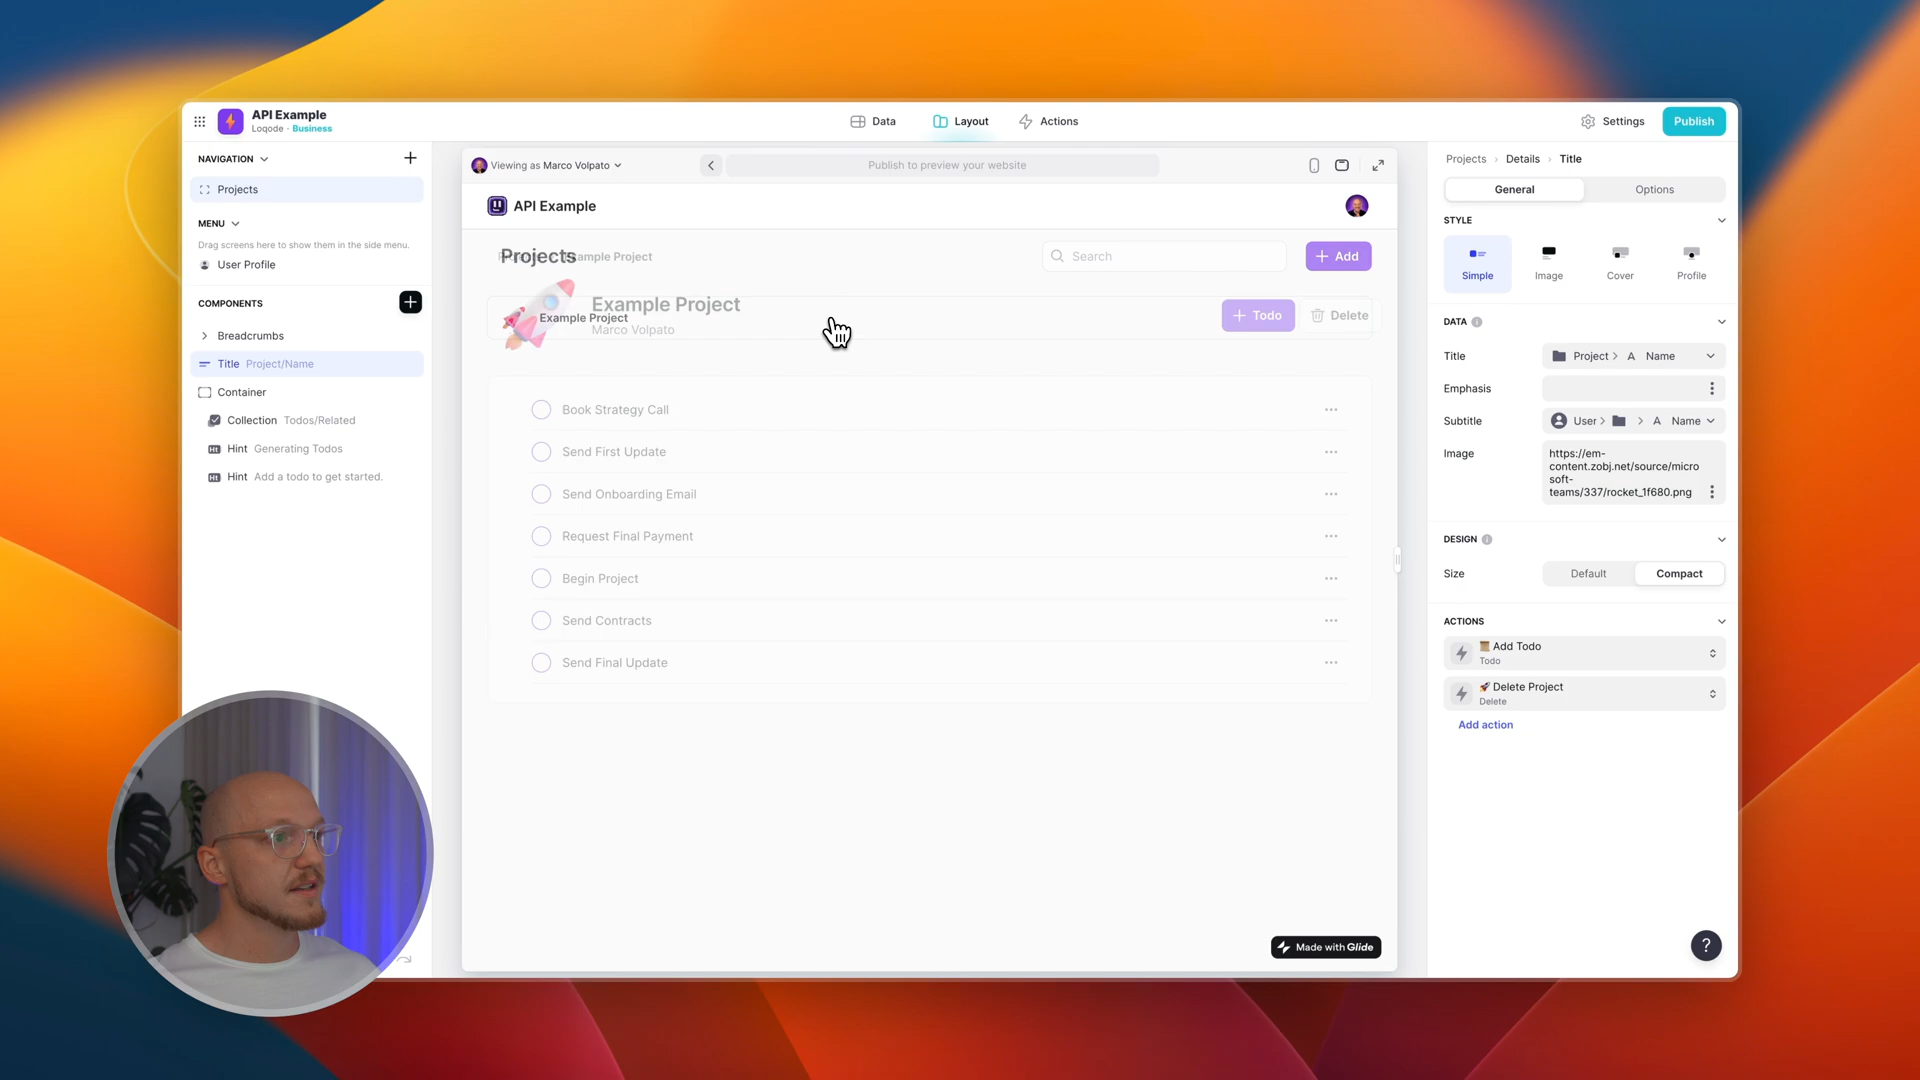 API Example
Loqode · Business
Data
Layout
Actions
Settings
Publish
NAVIGATION
Projects
MENU
Drag screens here to show them in the side menu.
User Profile
COMPONENTS
Breadcrumbs
Title Project/Name
Container
Collection Todos/Related
Hint Generating Todos
Hint Add a todo to get started.
Viewing as Marco Volpato
Publish to preview your website
API Example
Projects
Example Project
Search
Add
Example Project
Example Project
Marco Volpato
Todo
Delete
Book Strategy Call
Send First Update
Send Onboarding Email
Request Final Payment
Begin Project
Send Contracts
Send Final Update
Made with Glide
Projects > Details > Title
General
Options
STYLE
Simple
Image
Cover
Profile
DATA
Title
Project > A Name
Emphasis
Subtitle
User > > A Name
Image
https://em-
content.zobj.net/source/micro
soft-
teams/337/rocket_1f680.png
DESIGN
Size
Default
Compact
ACTIONS
Add Todo
Todo
Delete Project
Delete
Add action
?